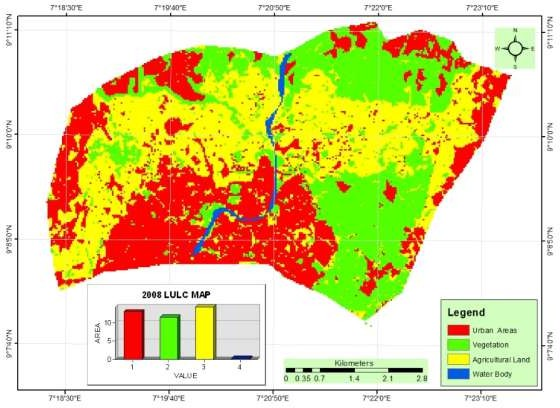 7°18'30"E 7°19'40"E 7°20'50"E 7°22'0"E 7°23'10"E
9°11'10"N 9°11'10"N
N
W E
S
9°10'0"N 9°10'0"N
9°8'50"N 9°8'50"N
2008 LULC MAP
AREA
10
5
0
1 2 3 4
VALUE
Legend
Urban Areas
Vegetation
Agricultural Land
Water Body
Kilometers
0 0.35 0.7 1.4 2.1 2.8
9°7'40"N 9°7'40"N
7°18'30"E 7°19'40"E 7°20'50"E 7°22'0"E 7°23'10"E